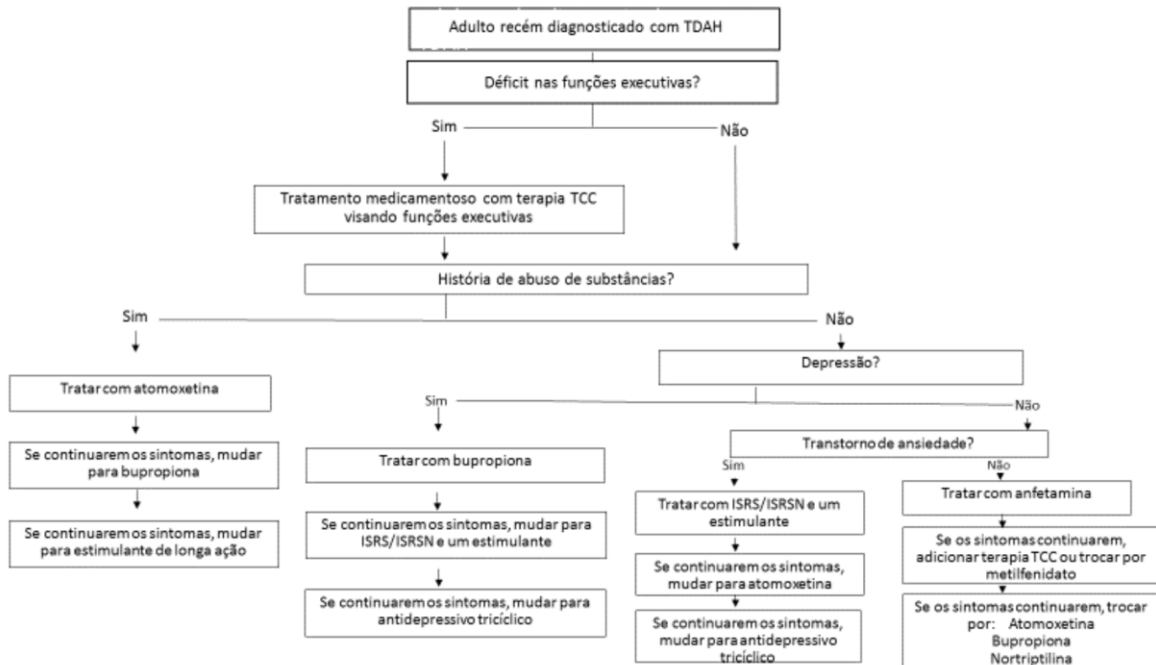 Adulto recém diagnosticado com TDAH
Déficit nas funções executivas?
Sim
Não
Tratamento medicamentoso com terapia TCC
visando funções executivas
História de abuso de substâncias?
Sim
Não
Depressão?
Tratar com atomoxetina
Sim
Não
Se continuarem os sintomas, mudar
para bupropiona
Tratar com bupropiona
Transtorno de ansiedade?
Sim
Não
Se continuarem os sintomas, mudar
para estimulante de longa ação
Se continuarem os sintomas, mudar para
ISRS/ISRSN e um estimulante
Tratar com ISRS/ISRSN e um
estimulante
Tratar com anfetamina
Se continuarem os sintomas, mudar para
antidepressivo tricíclico
Se continuarem os sintomas,
mudar para atomoxetina
Se os sintomas continuarem,
adicionar terapia TCC ou trocar por
metilfenidato
Se continuarem os sintomas,
mudar para antidepressivo
tricíclico
Se os sintomas continuarem, trocar
por: Atomoxetina
Bupropiona
Nortriptilina